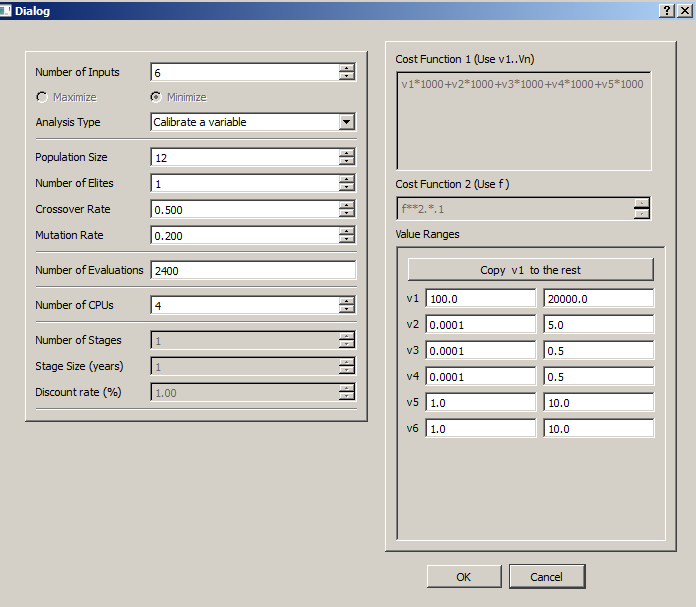 Dialog
Number of Inputs 6
Maximize Minimize
Analysis Type Calibrate a variable
Population Size 12
Number of Elites 1
Crossover Rate 0.500
Mutation Rate 0.200
Number of Evaluations 2400
Number of CPUs 4
Number of Stages 1
Stage Size (years) 1
Discount rate (%) 1.00
Cost Function 1 (Use v1..Vn)
v1*1000+v2*1000+v3*1000+v4*1000+v5*1000
Cost Function 2 (Use f )
f**2.*.1
Value Ranges
Copy v1 to the rest
v1 100.0 20000.0
v2 0.0001 5.0
v3 0.0001 0.5
v4 0.0001 0.5
v5 1.0 10.0
v6 1.0 10.0
OK Cancel